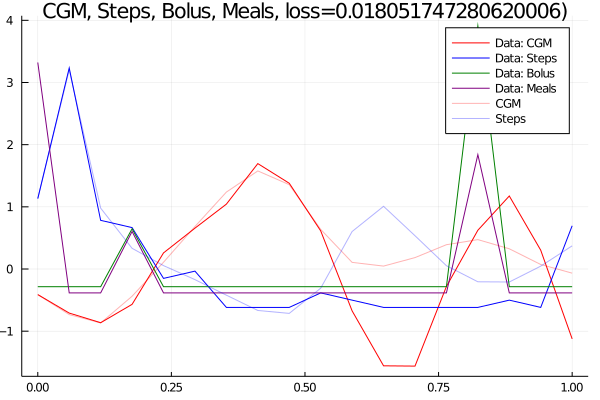 CGM, Steps, Bolus, Meals, loss=0.018051747280620006)
4
3
2
1
0
−1
Data: CGM
Data: Steps
Data: Bolus
Data: Meals
CGM
Steps
0.00 0.25 0.50 0.75 1.00